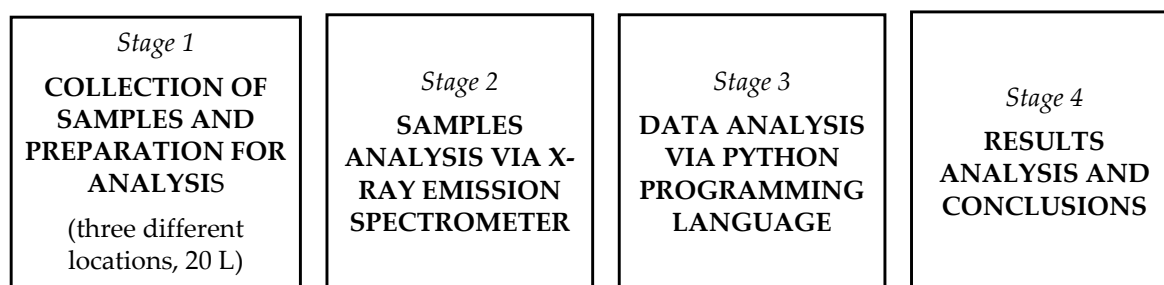 Stage 1
COLLECTION OF
SAMPLES AND
PREPARATION FOR
ANALYSIS
(three different
locations, 20 L)
Stage 2
SAMPLES
ANALYSIS VIA X-
RAY EMISSION
SPECTROMETER
Stage 3
DATA ANALYSIS
VIA PYTHON
PROGRAMMING
LANGUAGE
Stage 4
RESULTS
ANALYSIS AND
CONCLUSIONS